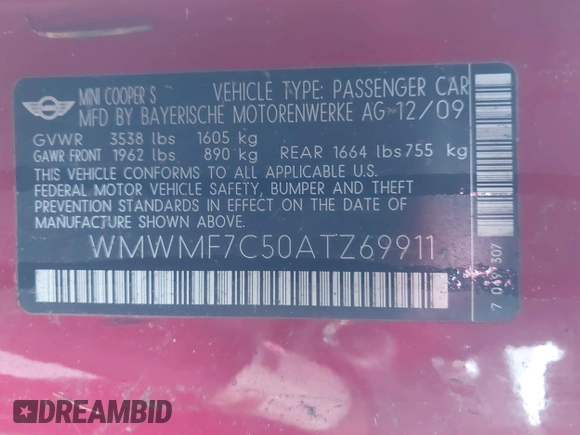 MINI COOPER S VEHICLE TYPE: PASSENGER CAR
MFD BY BAYERISCHE MOTORENWERKE AG 12/09
GVWR 3538 lbs 1605 kg
GAWR FRONT 1962 lbs 890 kg REAR 1664 lbs 755 kg
THIS VEHICLE CONFORMS TO ALL APPLICABLE U.S.
FEDERAL MOTOR VEHICLE SAFETY, BUMPER AND THEFT
PREVENTION STANDARDS IN EFFECT ON THE DATE OF
MANUFACTURE SHOWN ABOVE.
WMWMF7C50ATZ69911
DREAMBID